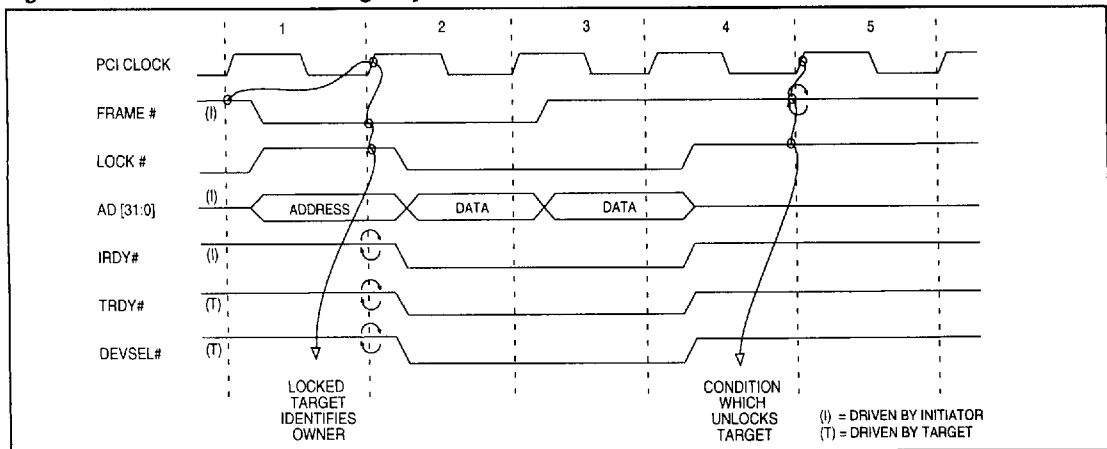 1 2 3 4 5
PCI CLOCK
FRAME # (I)
LOCK #
AD [31:0] (I) ADDRESS DATA DATA
IRDY# (I)
TRDY# (T)
DEVSEL# (T)
LOCKED
TARGET
IDENTIFIES
OWNER
CONDITION
WHICH
UNLOCKS
TARGET
(I) = DRIVEN BY INITIATOR
(T) = DRIVEN BY TARGET